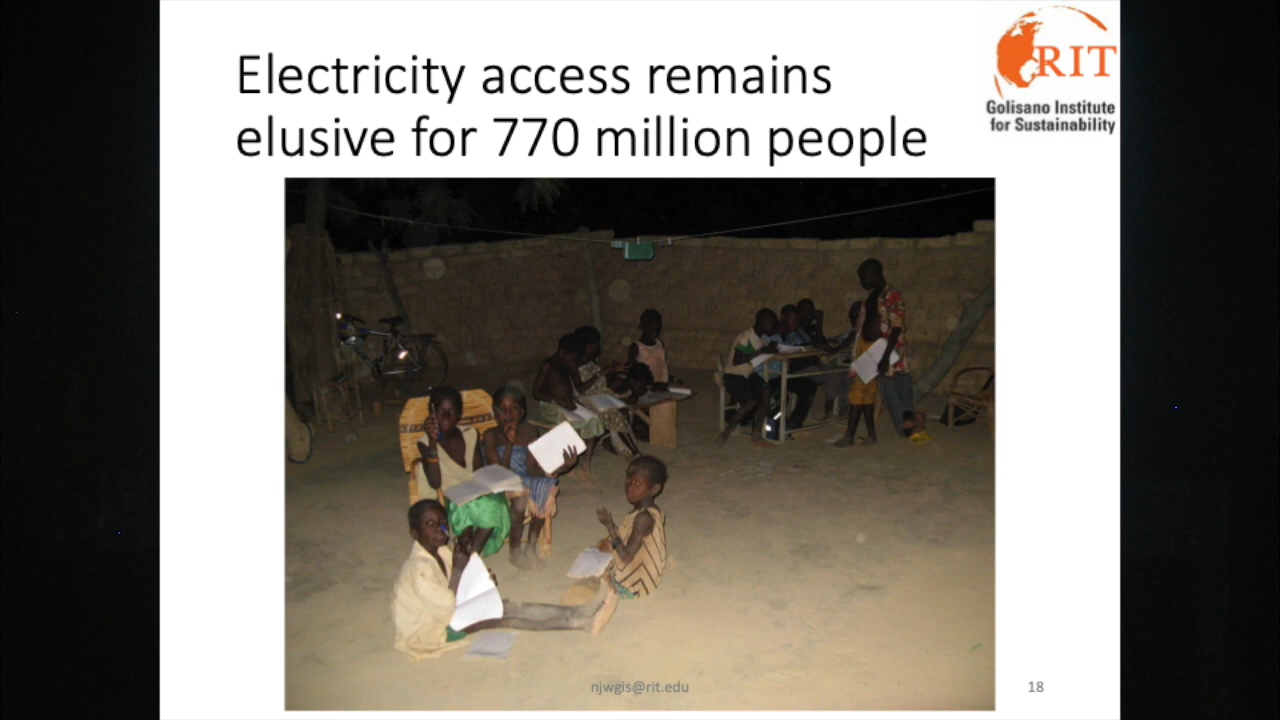 Electricity access remains
elusive for 770 million people
RIT
Golisano Institute
for Sustainability
njwgis@rit.edu
18